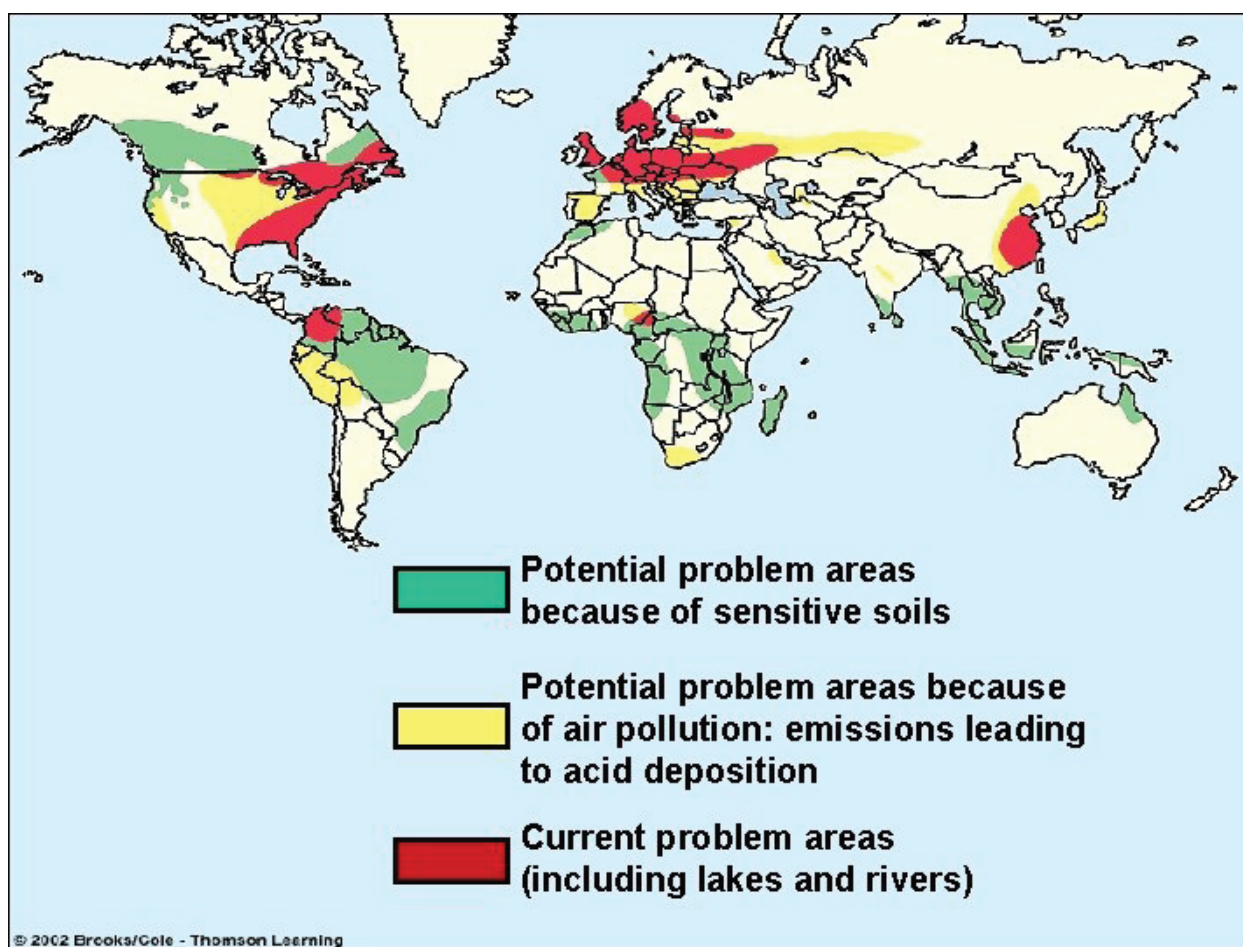 Potential problem areas
because of sensitive soils
Potential problem areas because
of air pollution: emissions leading
to acid deposition
Current problem areas
(including lakes and rivers)
© 2002 Brooks/Cole - Thomson Learning